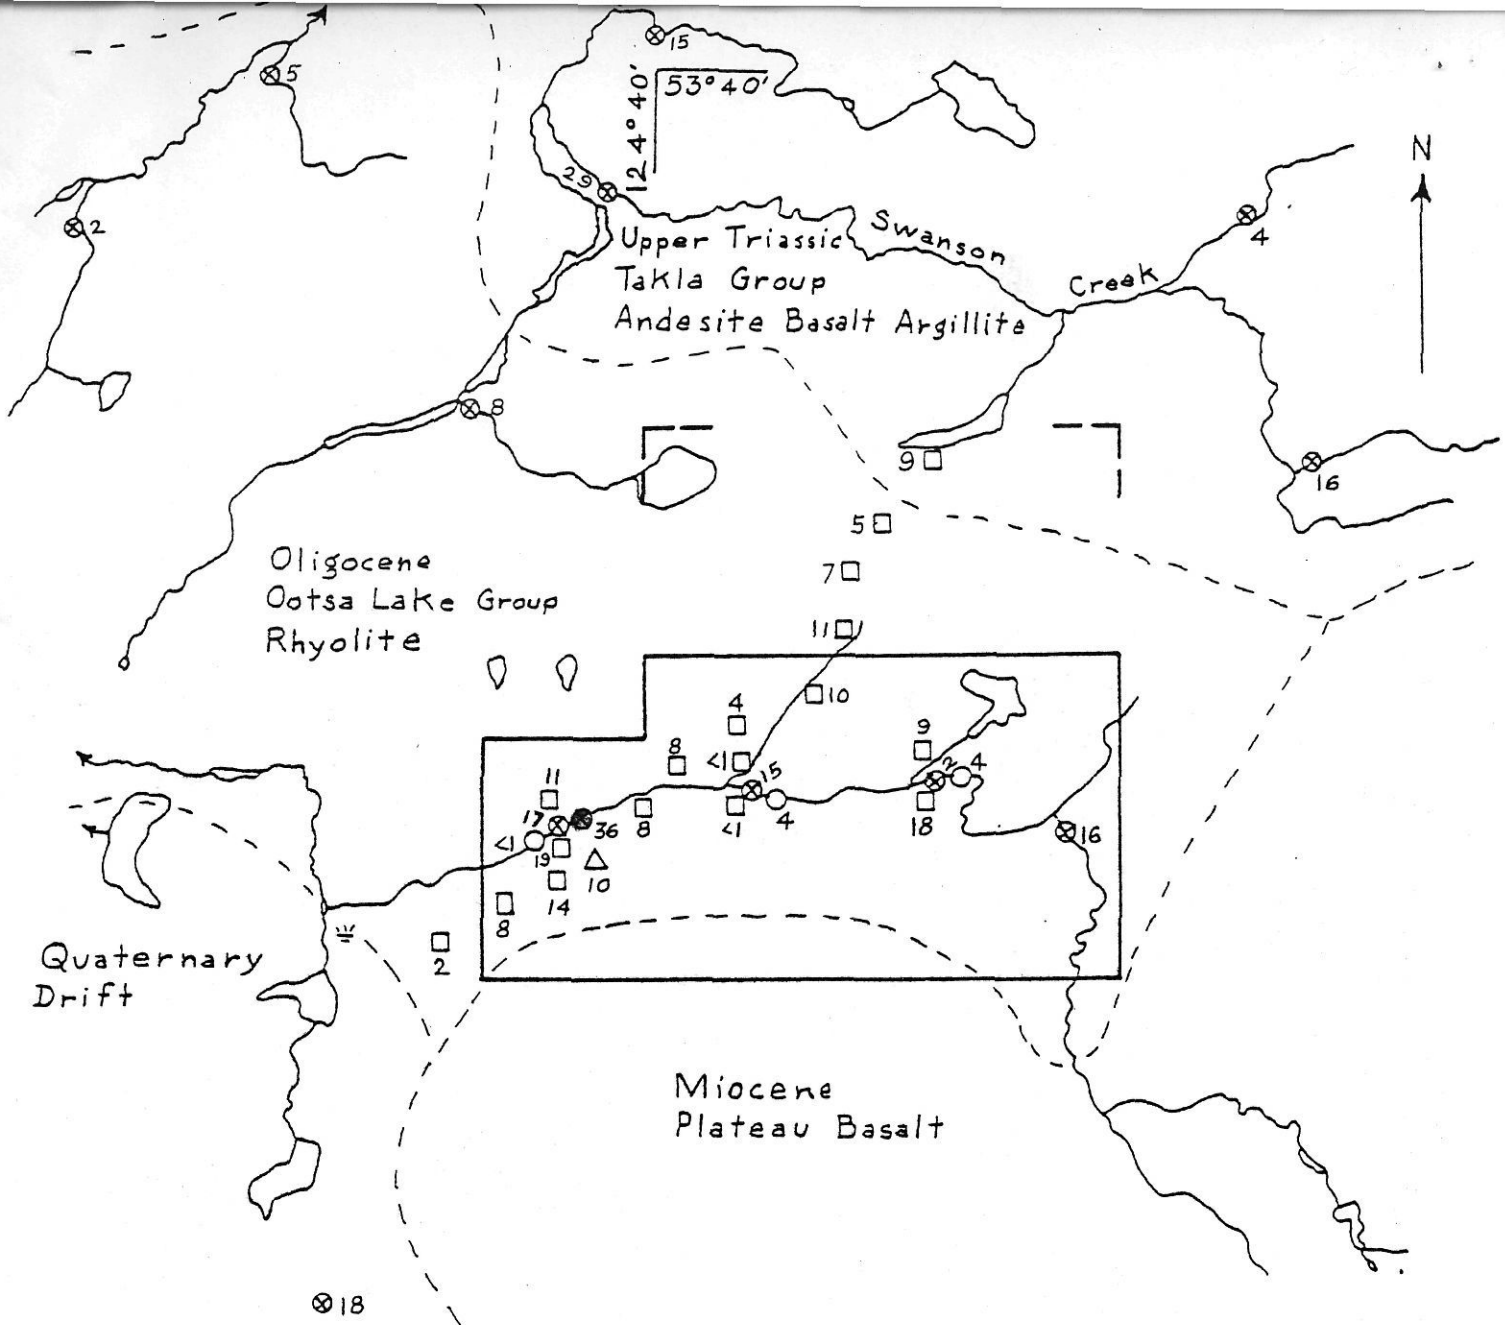 15
53° 40'
124° 40'
5
29
2
4
Swanson
Creak
Upper Triassic
Takla Group
Andesite Basalt Argillite
N
8
9
16
5
7
11
Oligocene
Ootsa Lake Group
Rhyolite
10
4
9
8
<1
15
2
4
11
17
36
8
<1
4
18
16
<1
19
10
14
8
2
Quaternary
Drift
Miocene
Plateau Basalt
18